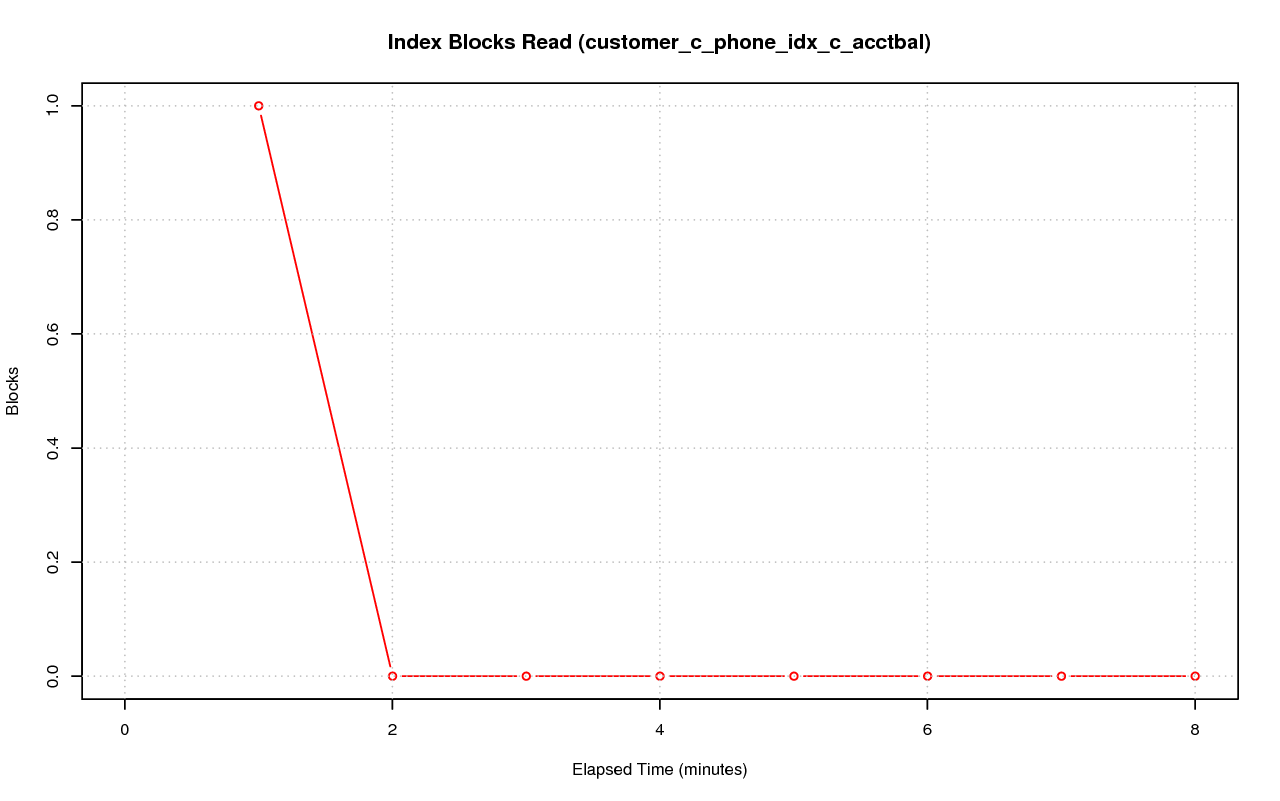 Index Blocks Read (customer_c_phone_idx_c_acctbal)
1.0
0.8
0.6
0.4
0.2
0.0
Blocks
0 2 4 6 8
Elapsed Time (minutes)